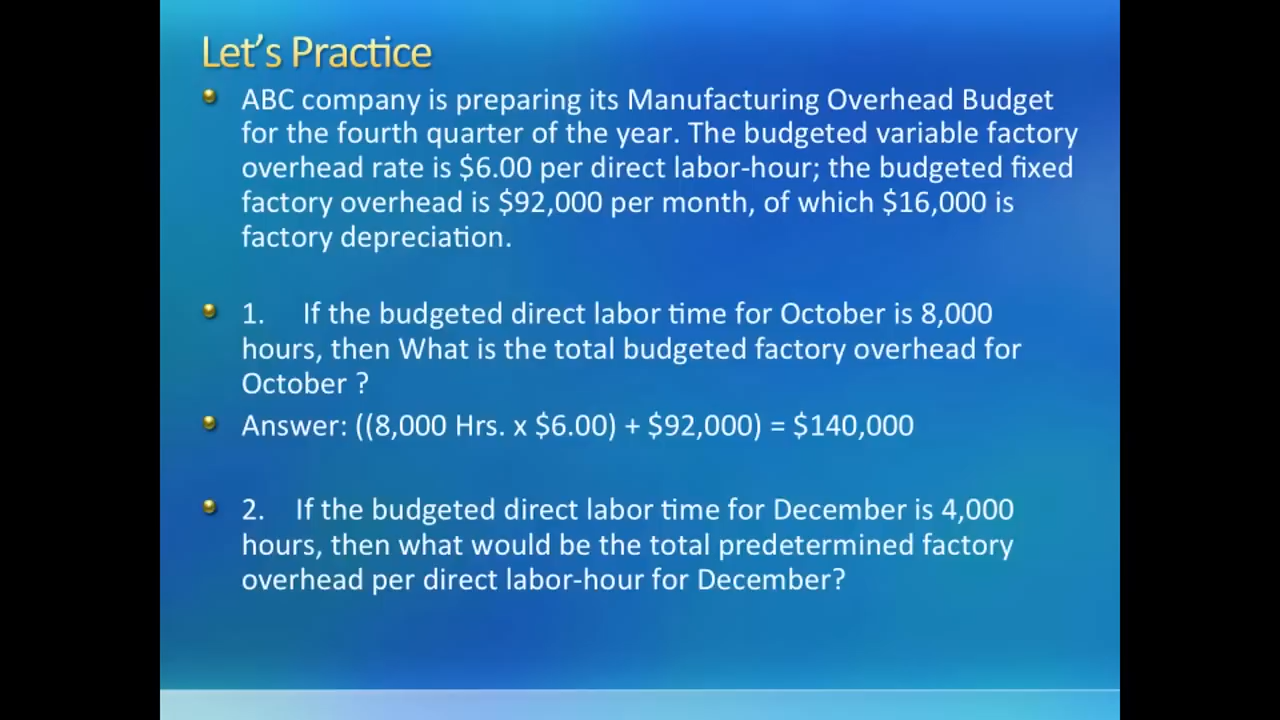 Let's Practice
ABC company is preparing its Manufacturing Overhead Budget
for the fourth quarter of the year. The budgeted variable factory
overhead rate is $6.00 per direct labor-hour; the budgeted fixed
factory overhead is $92,000 per month, of which $16,000 is
factory depreciation.
1. If the budgeted direct labor time for October is 8,000
hours, then What is the total budgeted factory overhead for
October ?
Answer: ((8,000 Hrs. x $6.00) + $92,000) = $140,000
2. If the budgeted direct labor time for December is 4,000
hours, then what would be the total predetermined factory
overhead per direct labor-hour for December?